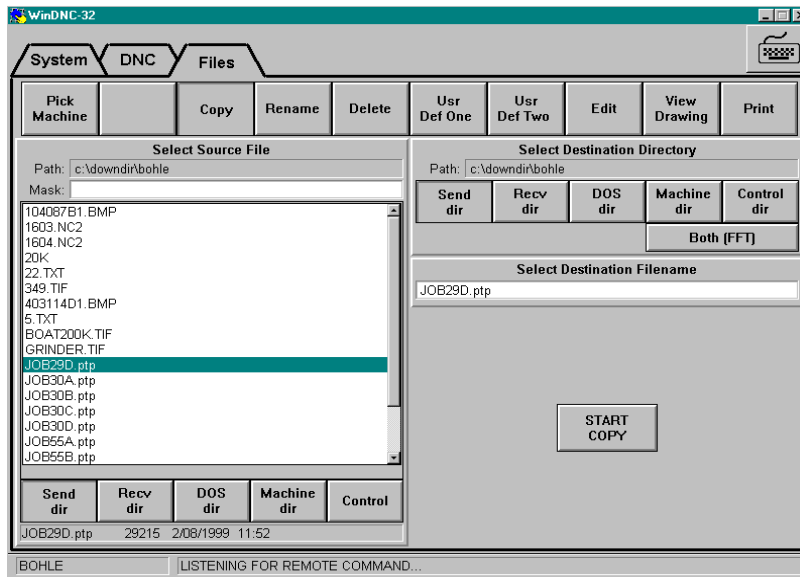 WinDNC-32
System DNC Files
Pick Machine Copy Rename Delete Usr Def One Usr Def Two Edit View Drawing Print
Select Source File
Path: c:\downdir\bohle
Mask:
104087B1.BMP
1603.NC2
1604.NC2
20K
22.TXT
349.TIF
403114D1.BMP
5.TXT
BOAT200K.TIF
GRINDER.TIF
JOB29D.ptp
JOB30A.ptp
JOB30B.ptp
JOB30C.ptp
JOB30D.ptp
JOB55A.ptp
JOB55B.ptp
Send dir Recv dir DOS dir Machine dir Control
JOB29D.ptp 29215 2/08/1999 11:52
Select Destination Directory
Path: c:\downdir\bohle
Send dir Recv dir DOS dir Machine dir Control dir
Both (FFT)
Select Destination Filename
JOB29D.ptp
START
COPY
BOHLE LISTENING FOR REMOTE COMMAND...